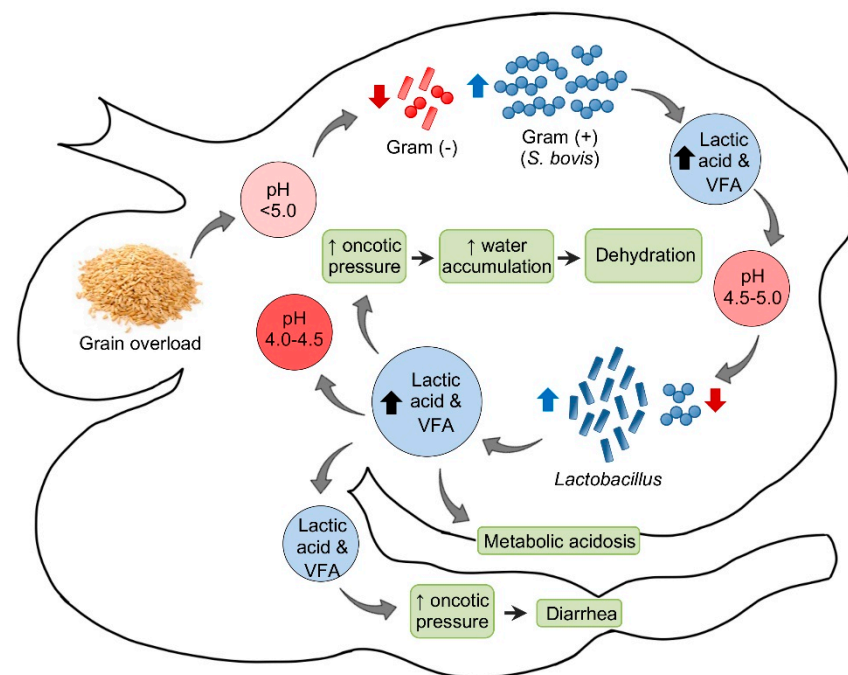 Grain overload
pH
<5.0
Gram (-)
Gram (+)
(S. bovis)
Lactic
acid &
VFA
pH
4.5-5.0
Lactobacillus
Lactic
acid &
VFA
pH
4.0-4.5
↑ oncotic
pressure
↑ water
accumulation
Dehydration
Metabolic acidosis
Lactic
acid &
VFA
↑ oncotic
pressure
Diarrhea